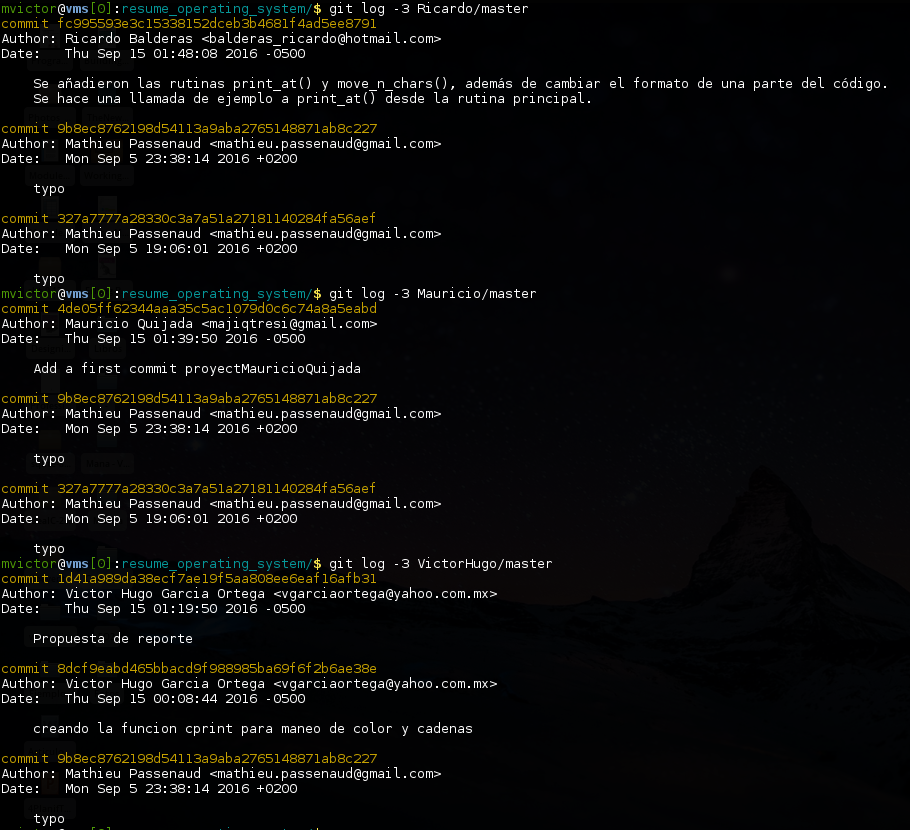 mvictor@vms[0]:resume_operating_system/$ git log -3 Ricardo/master
commit fc995593e3c15338152dceb3b4681f4ad5ee8791
Author: Ricardo Balderas <balderas_ricardo@hotmail.com>
Date:   Thu Sep 15 01:48:08 2016 -0500
Se añadieron las rutinas print_at() y move_n_chars(), además de cambiar el formato de una parte del código.
Se hace una llamada de ejemplo a print_at() desde la rutina principal.
commit 9b8ec8762198d54113a9aba2765148871ab8c227
Author: Mathieu Passenaud <mathieu.passenaud@gmail.com>
Date:   Mon Sep 5 23:38:14 2016 +0200
typo
commit 327a7777a28330c3a7a51a27181140284fa56aef
Author: Mathieu Passenaud <mathieu.passenaud@gmail.com>
Date:   Mon Sep 5 19:06:01 2016 +0200
typo
mvictor@vms[0]:resume_operating_system/$ git log -3 Mauricio/master
commit 4de05ff62344aaa35c5ac1079d0c6c74a8a5eabd
Author: Mauricio Quijada <majiqtresi@gmail.com>
Date:   Thu Sep 15 01:39:50 2016 -0500
Add a first commit proyectMauricioQuijada
commit 9b8ec8762198d54113a9aba2765148871ab8c227
Author: Mathieu Passenaud <mathieu.passenaud@gmail.com>
Date:   Mon Sep 5 23:38:14 2016 +0200
typo
commit 327a7777a28330c3a7a51a27181140284fa56aef
Author: Mathieu Passenaud <mathieu.passenaud@gmail.com>
Date:   Mon Sep 5 19:06:01 2016 +0200
typo
mvictor@vms[0]:resume_operating_system/$ git log -3 VictorHugo/master
commit 1d41a989da38ecf7ae19f5aa808ee6eaf16afb31
Author: Victor Hugo Garcia Ortega <vgarciaortega@yahoo.com.mx>
Date:   Thu Sep 15 01:19:50 2016 -0500
Propuesta de reporte
commit 8dcf9eabd465bbacd9f988985ba69f6f2b6ae38e
Author: Victor Hugo Garcia Ortega <vgarciaortega@yahoo.com.mx>
Date:   Thu Sep 15 00:08:44 2016 -0500
creando la funcion cprint para maneo de color y cadenas
commit 9b8ec8762198d54113a9aba2765148871ab8c227
Author: Mathieu Passenaud <mathieu.passenaud@gmail.com>
Date:   Mon Sep 5 23:38:14 2016 +0200
typo